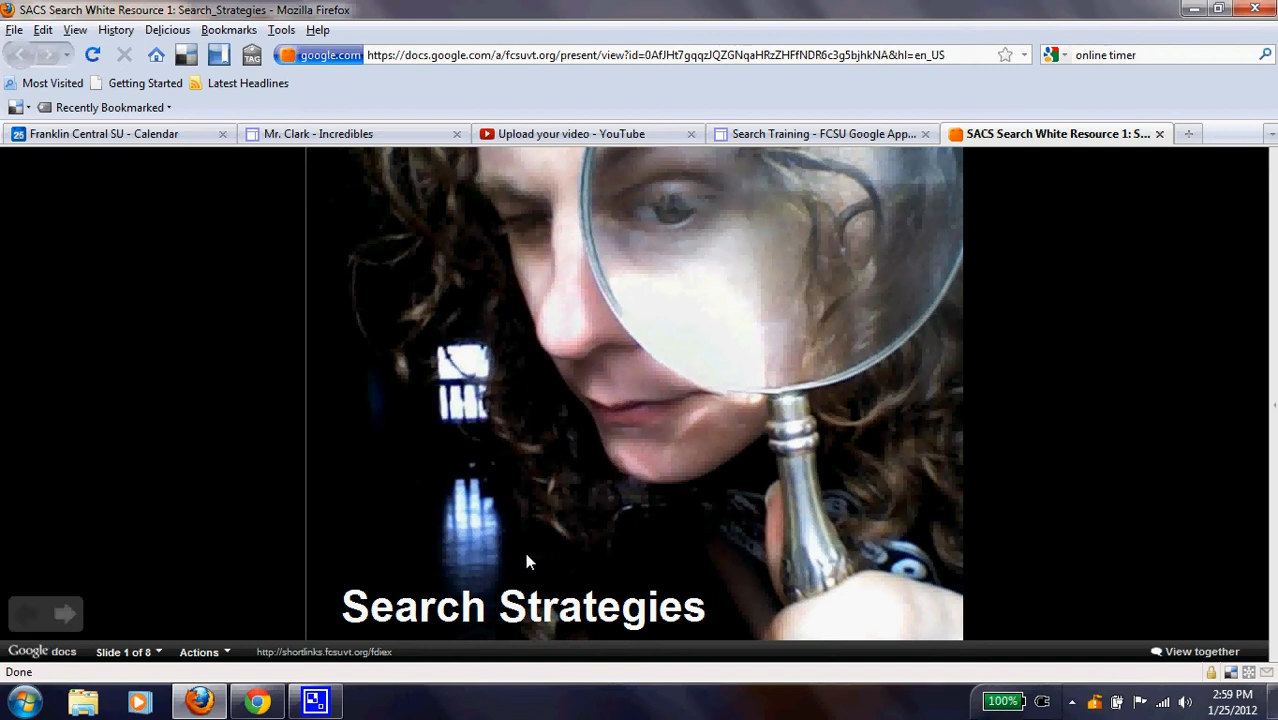 SACS Search White Resource 1: Search_Strategies - Mozilla Firefox
File Edit View History Delicious Bookmarks Tools Help
TAG google.com https://docs.google.com/a/fcsuvt.org/present/view?id=0AfJHt7gqqzJQZGNqaHRzZHFfNDR6c3g5bjhkNA&hl=en_US online timer
Most Visited Getting Started Latest Headlines
Recently Bookmarked
25 Franklin Central SU - Calendar Mr. Clark - Incredibles Upload your video - YouTube Search Training - FCSU Google App... SACS Search White Resource 1: S...
Search Strategies
Google docs Slide 1 of 8 Actions http://shortlinks.fcsuvt.org/fdiex View together
Done
100% 2:59 PM
1/25/2012